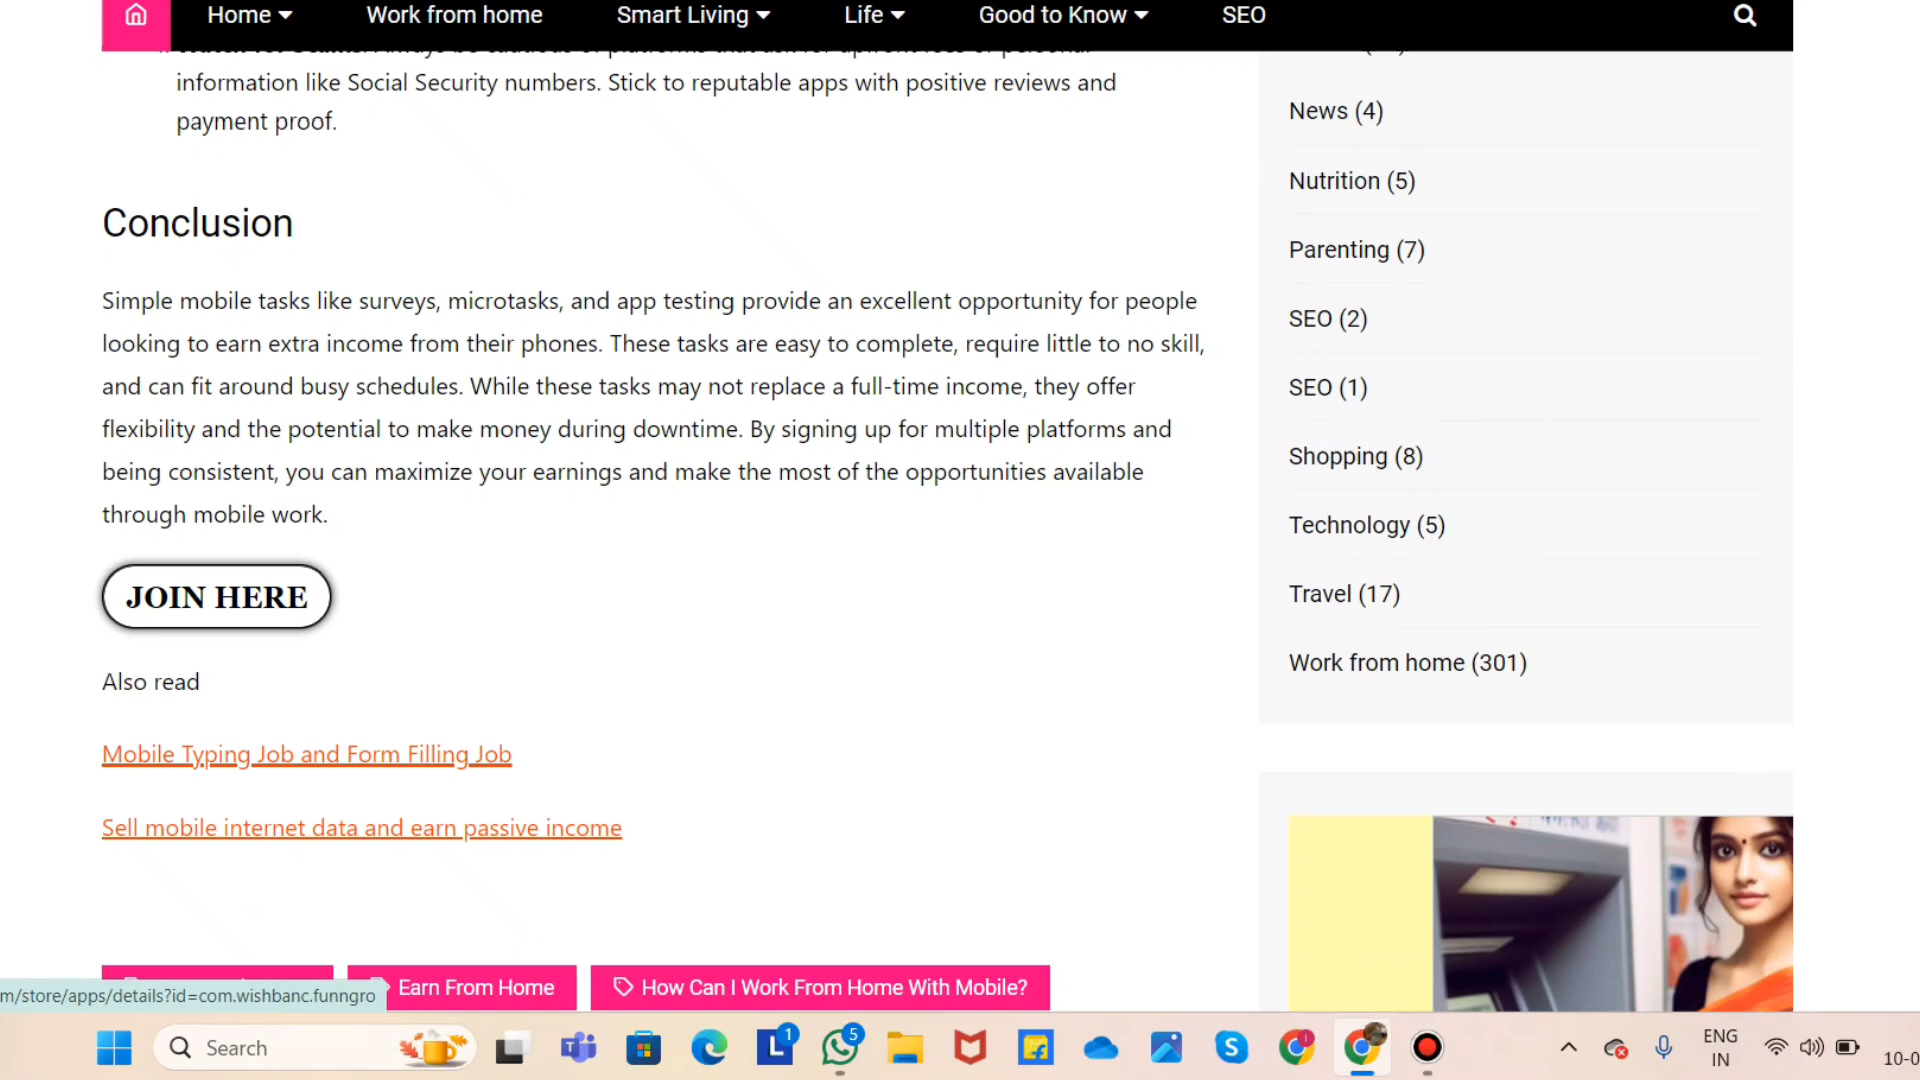 Home
Work from home
Smart Living
Life
Good to Know
SEO
information like Social Security numbers. Stick to reputable apps with positive reviews and
payment proof.
Conclusion
Simple mobile tasks like surveys, microtasks, and app testing provide an excellent opportunity for people
looking to earn extra income from their phones. These tasks are easy to complete, require little to no skill,
and can fit around busy schedules. While these tasks may not replace a full-time income, they offer
flexibility and the potential to make money during downtime. By signing up for multiple platforms and
being consistent, you can maximize your earnings and make the most of the opportunities available
through mobile work.
JOIN HERE
Also read
Mobile Typing Job and Form Filling Job
Sell mobile internet data and earn passive income
Earn From Home
How Can I Work From Home With Mobile?
m/store/apps/details?id=com.wishbanc.funngro
News (4)
Nutrition (5)
Parenting (7)
SEO (2)
SEO (1)
Shopping (8)
Technology (5)
Travel (17)
Work from home (301)
Search
1
5
ENG
IN
10-0